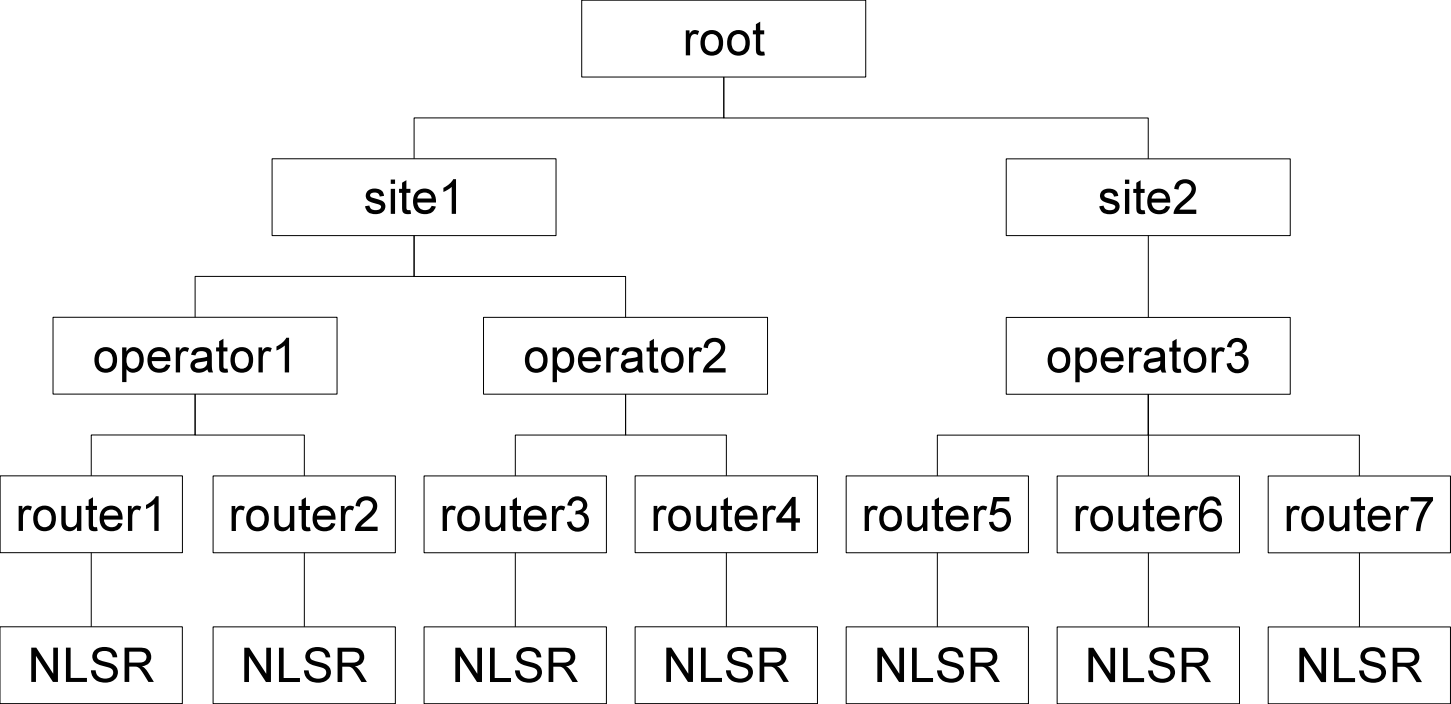 root
site1
site2
operator1
operator2
operator3
router1
router2
router3
router4
router5
router6
router7
NLSR
NLSR
NLSR
NLSR
NLSR
NLSR
NLSR